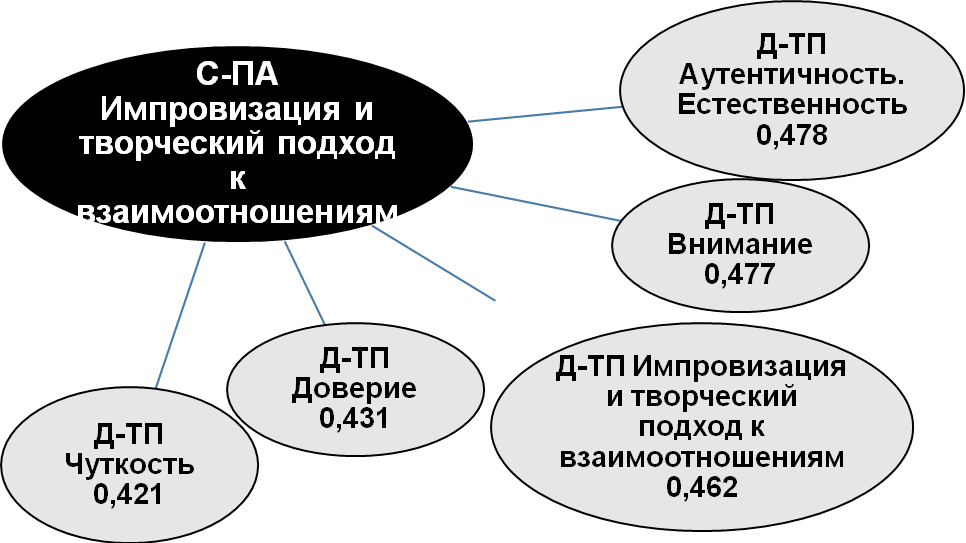 С-ПА
Импровизация и
творческий подход
к
взаимоотношениям
Д-ТП
Аутентичность.
Естественность
0,478
Д-ТП
Внимание
0,477
Д-ТП Импровизация
и творческий
подход к
взаимоотношениям
0,462
Д-ТП
Доверие
0,431
Д-ТП
Чуткость
0,421